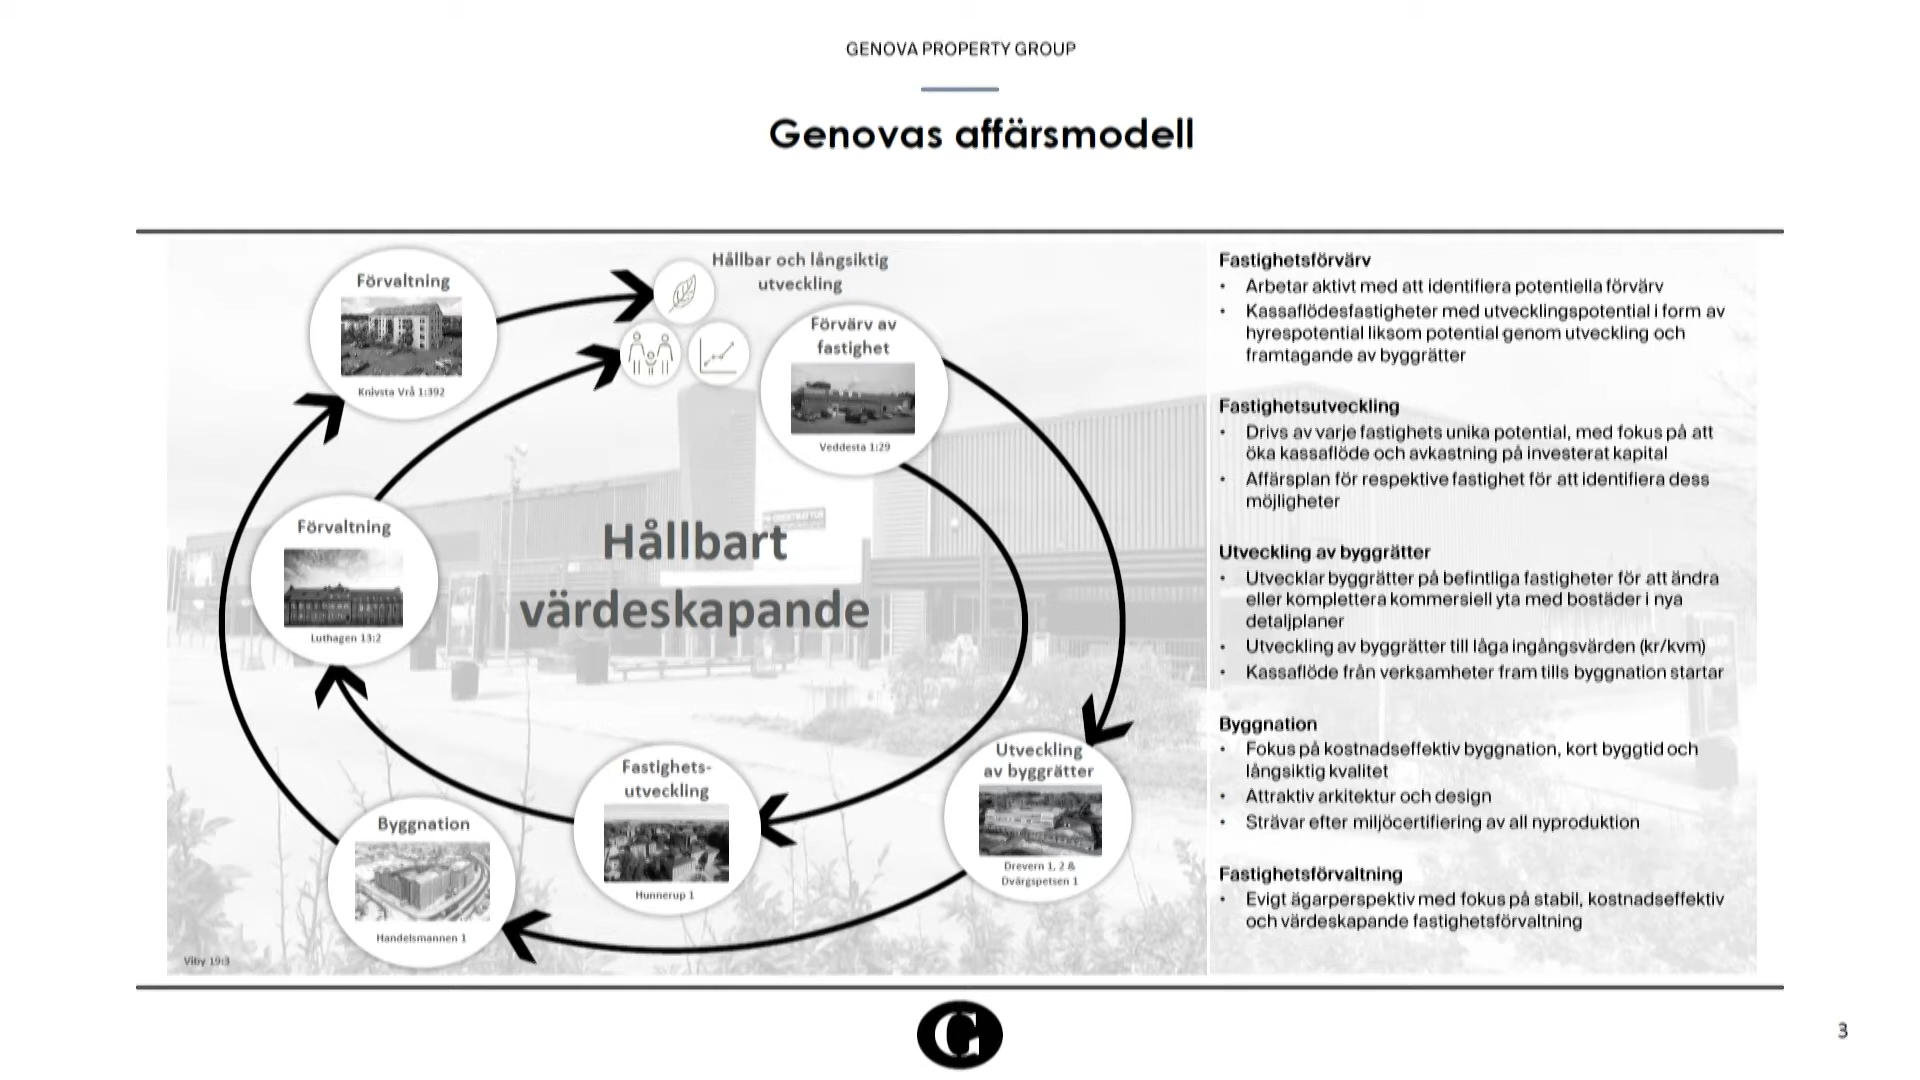 GENOVA PROPERTY GROUP
Genovas affärsmodell
Förvaltning
Knivsta Vrå 1:392
Hållbar och långsiktig
utveckling
Förvärv av
fastighet
Veddesta 1:29
Förvaltning
Luthagen 13:2
Hållbart
värdeskapande
Utveckling
av byggrätter
Drevern 1, 2 &
Dvärgspetsen 1
Fastighets-
utveckling
Hunnerup 1
Byggnation
Handelsmannen 1
Viby 19:3
Fastighetsförvärv
• Arbetar aktivt med att identifiera potentiella förvärv
• Kassaflödesfastigheter med utvecklingspotential i form av
hyrespotential liksom potential genom utveckling och
framtagande av byggrätter
Fastighetsutveckling
• Drivs av varje fastighets unika potential, med fokus på att
öka kassaflöde och avkastning på investerat kapital
• Affärsplan för respektive fastighet för att identifiera dess
möjligheter
Utveckling av byggrätter
• Utvecklar byggrätter på befintliga fastigheter för att ändra
eller komplettera kommersiell yta med bostäder i nya
detaljplaner
• Utveckling av byggrätter till låga ingångsvärden (kr/kvm)
• Kassaflöde från verksamheter fram tills byggnation startar
Byggnation
• Fokus på kostnadseffektiv byggnation, kort byggtid och
långsiktig kvalitet
• Attraktiv arkitektur och design
• Strävar efter miljöcertifiering av all nyproduktion
Fastighetsförvaltning
• Evigt ägarperspektiv med fokus på stabil, kostnadseffektiv
och värdeskapande fastighetsförvaltning
G
3